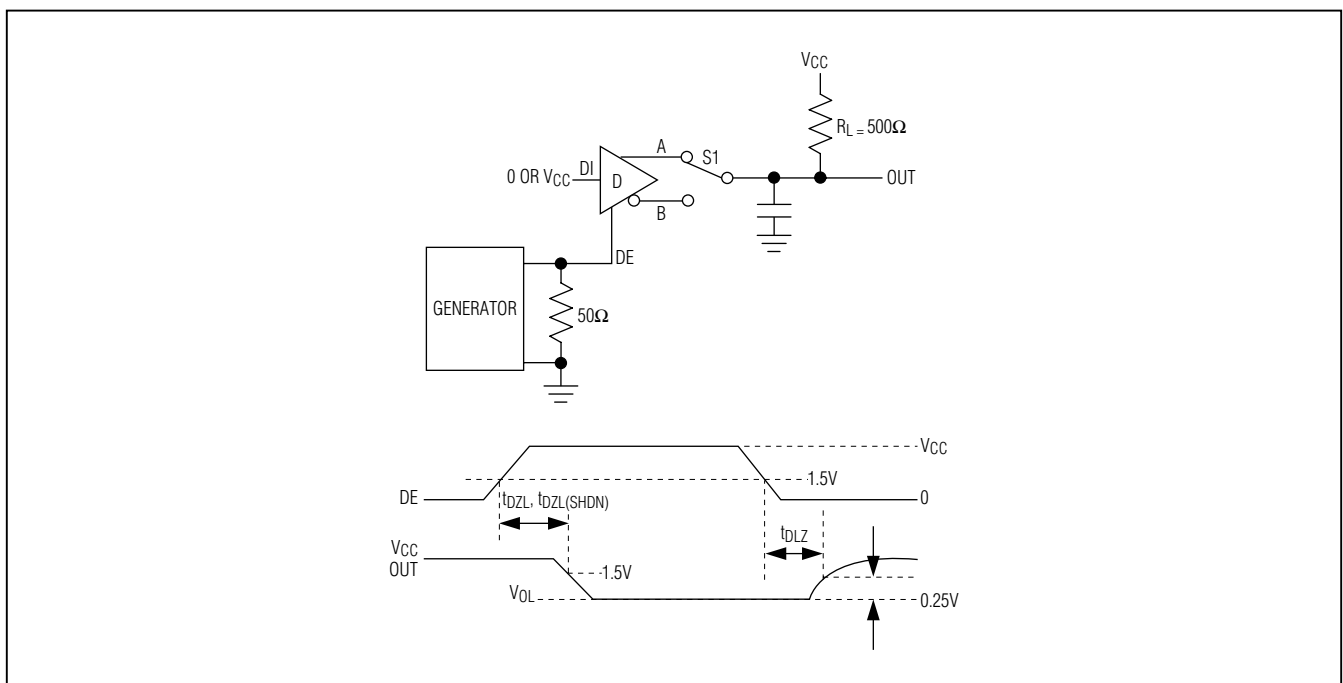 VCC
RL = 500Ω
A
S1
0 OR VCC
DI
D
OUT
B
DE
GENERATOR
50Ω
VCC
1.5V
DE
0
tDZL, tDZL(SHDN)
tDLZ
VCC
OUT
1.5V
VOL
0.25V